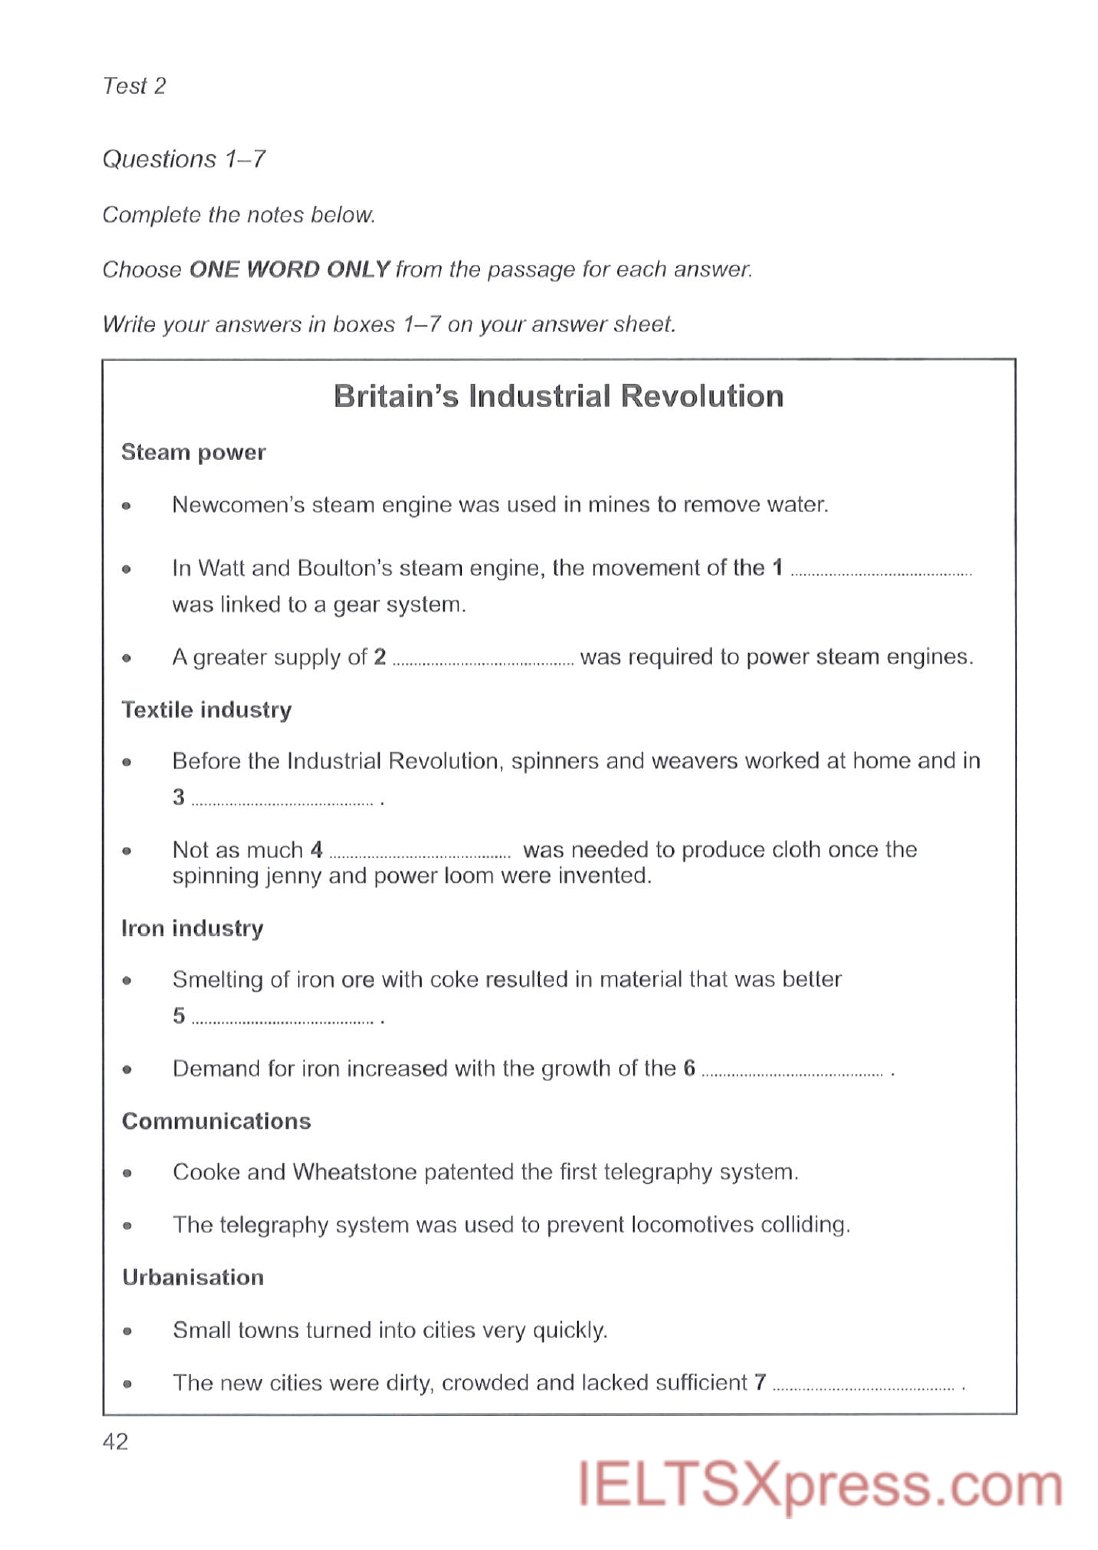 Test 2
Questions 1–7
Complete the notes below.
Choose ONE WORD ONLY from the passage for each answer.
Write your answers in boxes 1–7 on your answer sheet.
Britain's Industrial Revolution
Steam power
• Newcomen's steam engine was used in mines to remove water.
• In Watt and Boulton's steam engine, the movement of the 1 ........................................
was linked to a gear system.
• A greater supply of 2 ........................................ was required to power steam engines.
Textile industry
• Before the Industrial Revolution, spinners and weavers worked at home and in
3 ........................................ .
• Not as much 4 ........................................ was needed to produce cloth once the
spinning jenny and power loom were invented.
Iron industry
• Smelting of iron ore with coke resulted in material that was better
5 ........................................ .
• Demand for iron increased with the growth of the 6 ........................................ .
Communications
• Cooke and Wheatstone patented the first telegraphy system.
• The telegraphy system was used to prevent locomotives colliding.
Urbanisation
• Small towns turned into cities very quickly.
• The new cities were dirty, crowded and lacked sufficient 7 ........................................ .
42
IELTSXpress.com